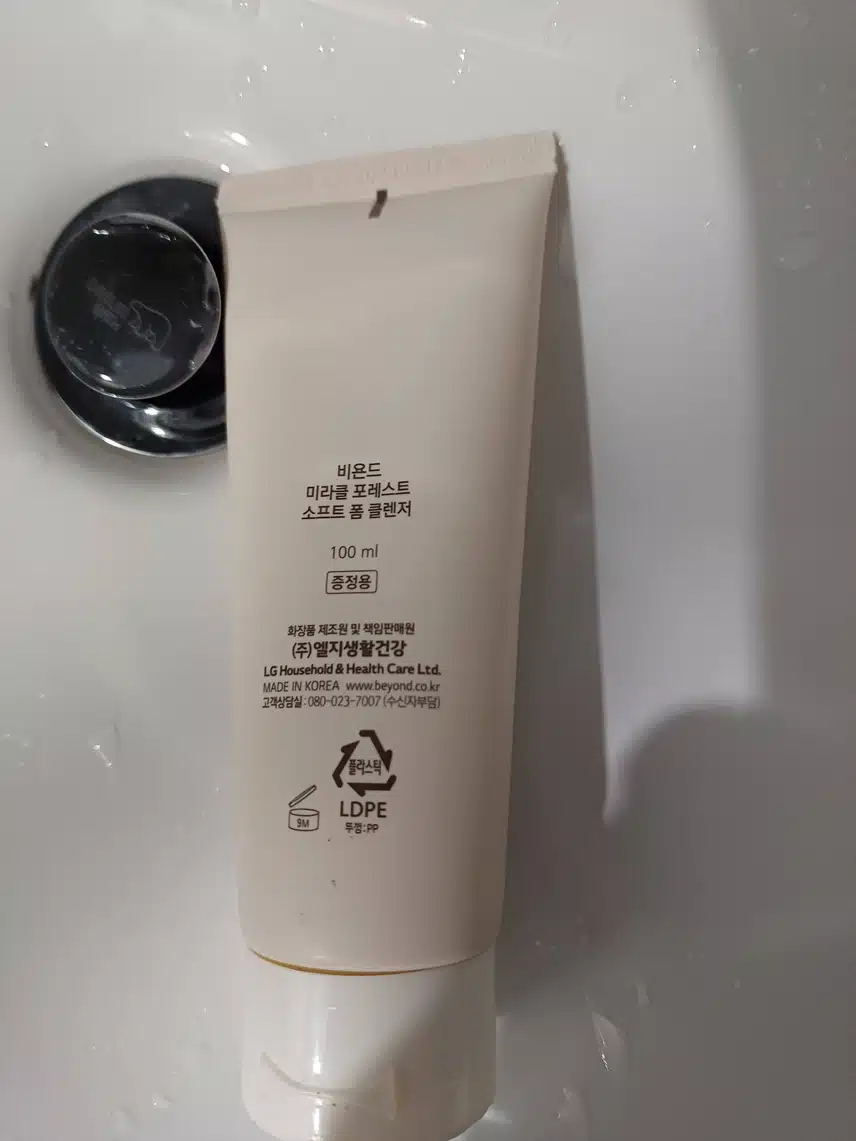 비욘드
미라클 포레스트
소프트 폼 클렌저
100 ml
증정용
화장품 제조원 및 책임판매원
(주)엘지생활건강
LG Household & Health Care Ltd.
MADE IN KOREA www.beyond.co.kr
고객상담실 : 080-023-7007 (수신자부담)
플라스틱
LDPE
뚜껑:PP
9M